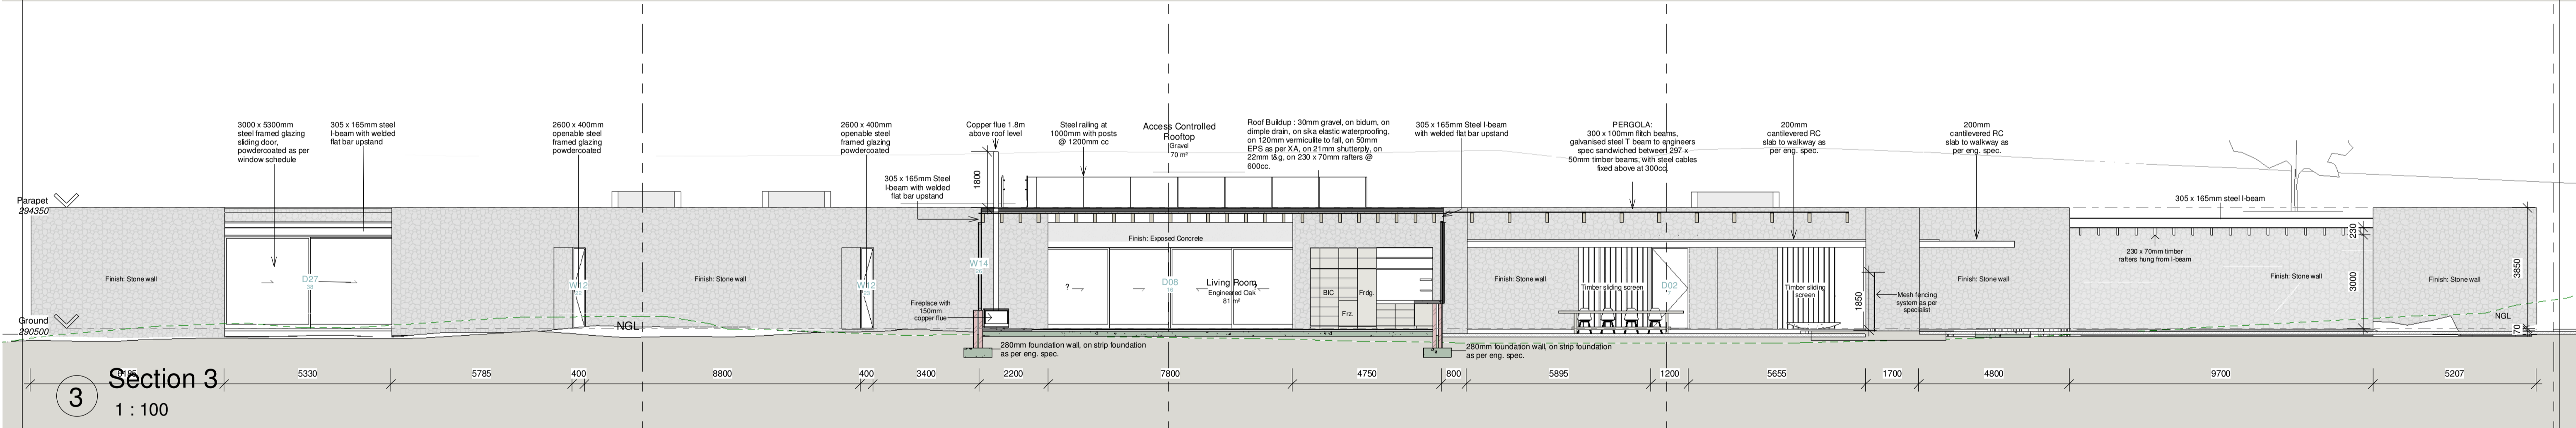 3000 x 5300mm
steel framed glazing
sliding door,
powdercoated as per
window schedule
305 x 165mm steel
I-beam with welded
flat bar upstand
2600 x 400mm
openable steel
framed glazing
powdercoated
2600 x 400mm
openable steel
framed glazing
powdercoated
305 x 165mm Steel
I-beam with welded
flat bar upstand
Copper flue 1.8m
above roof level
1800
Steel railing at
1000mm with posts
@ 1200mm cc
Access Controlled
Rooftop
Gravel
70 m²
Roof Buildup : 30mm gravel, on bidum, on
dimple drain, on sika elastic waterproofing,
on 120mm vermiculite to fall, on 50mm
EPS as per XA, on 21mm shutterply, on
22mm t&g, on 230 x 70mm rafters @
600cc.
305 x 165mm Steel I-beam
with welded flat bar upstand
PERGOLA:
300 x 100mm flitch beams,
galvanised steel T beam to engineers
spec sandwiched between 297 x
50mm timber beams, with steel cables
fixed above at 300cc.
200mm
cantilevered RC
slab to walkway as
per eng. spec.
200mm
cantilevered RC
slab to walkway as
per eng. spec.
305 x 165mm steel I-beam
230 x 70mm timber
rafters hung from I-beam
Parapet
294350
Ground
290500
Finish: Stone wall
D27
Finish: Stone wall
W12
W12
W14
Fireplace with
150mm
copper flue
Finish: Exposed Concrete
?
D08
Living Room
Engineered Oak
81 m²
BIC
Frdg.
Frz.
Finish: Stone wall
Timber sliding screen
D02
Timber sliding
screen
1850
Mesh fencing
system as per
specialist
Finish: Stone wall
Finish: Stone wall
230
3000
Finish: Stone wall
3850
70
NGL
NGL
280mm foundation wall, on strip foundation
as per eng. spec.
280mm foundation wall, on strip foundation
as per eng. spec.
6185
5330
5785
400
8800
400
3400
2200
7800
4750
800
5895
1200
5655
1700
4800
9700
5207
3
Section 3
1 : 100